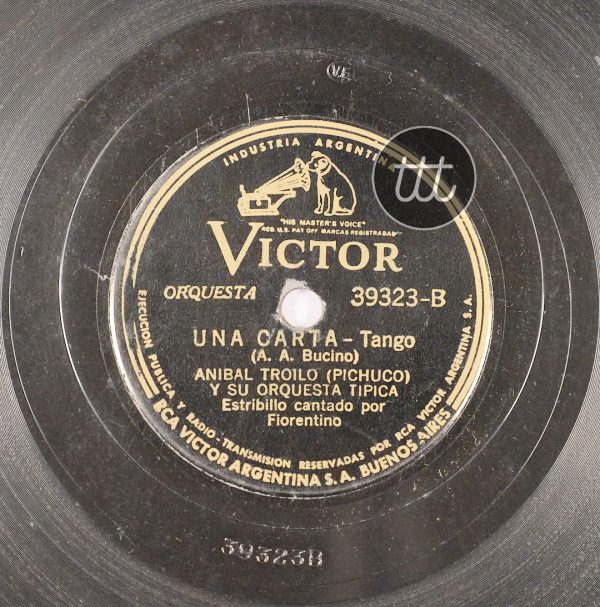 VE
3
INDUSTRIA ARGENTINA
ttt
"HIS MASTER'S VOICE"
REG. U.S. PAT OFF MARCAS REGISTRADAS
VICTOR
ORQUESTA 39323-B
UNA CARTA - Tango
(A. A. Bucino)
ANIBAL TROILO (PICHUCO)
Y SU ORQUESTA TIPICA
Estribillo cantado por
Fiorentino
EJECUCION PUBLICA Y RADIO-TRANSMISION RESERVADAS POR RCA VICTOR ARGENTINA S.A.
RCA VICTOR ARGENTINA S.A. BUENOS AIRES
39323B